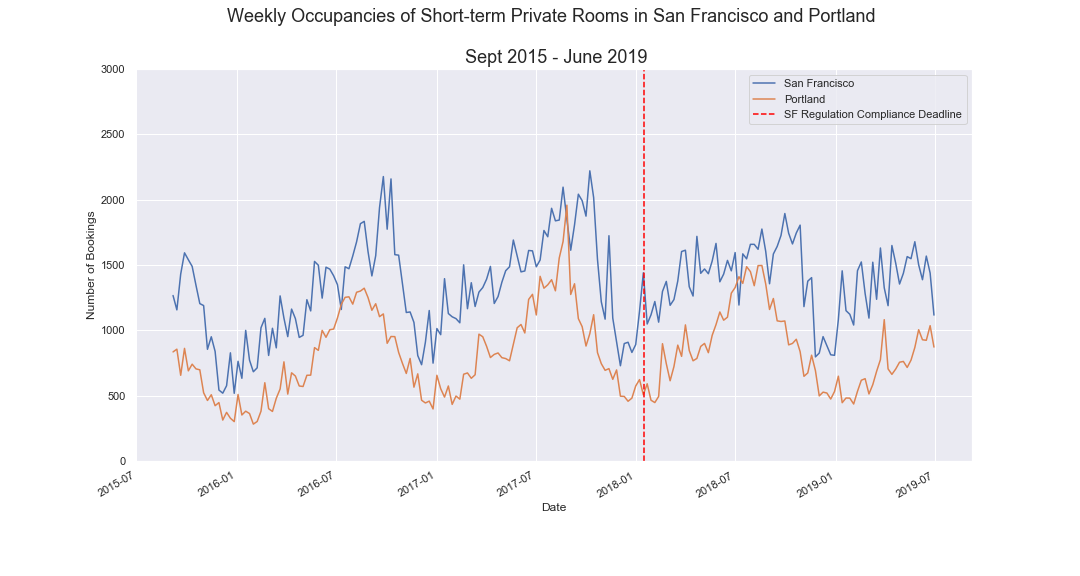 Weekly Occupancies of Short-term Private Rooms in San Francisco and Portland
Sept 2015 - June 2019
3000
2500
2000
1500
1000
500
0
Number of Bookings
San Francisco
Portland
SF Regulation Compliance Deadline
2015-07
2016-01
2016-07
2017-01
2017-07
2018-01
2018-07
2019-01
2019-07
Date